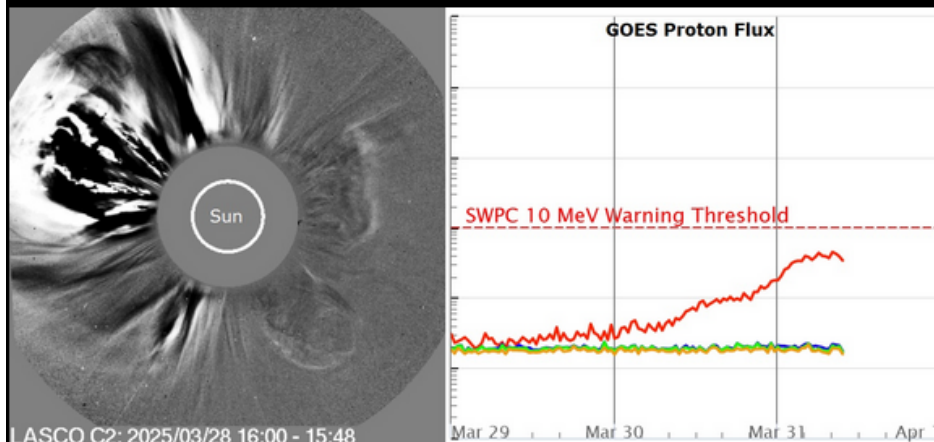 GOES Proton Flux
Sun
SWPC 10 MeV Warning Threshold
LASCO C2: 2025/03/28 16:00 - 15:48
Mar 29 Mar 30 Mar 31 Apr